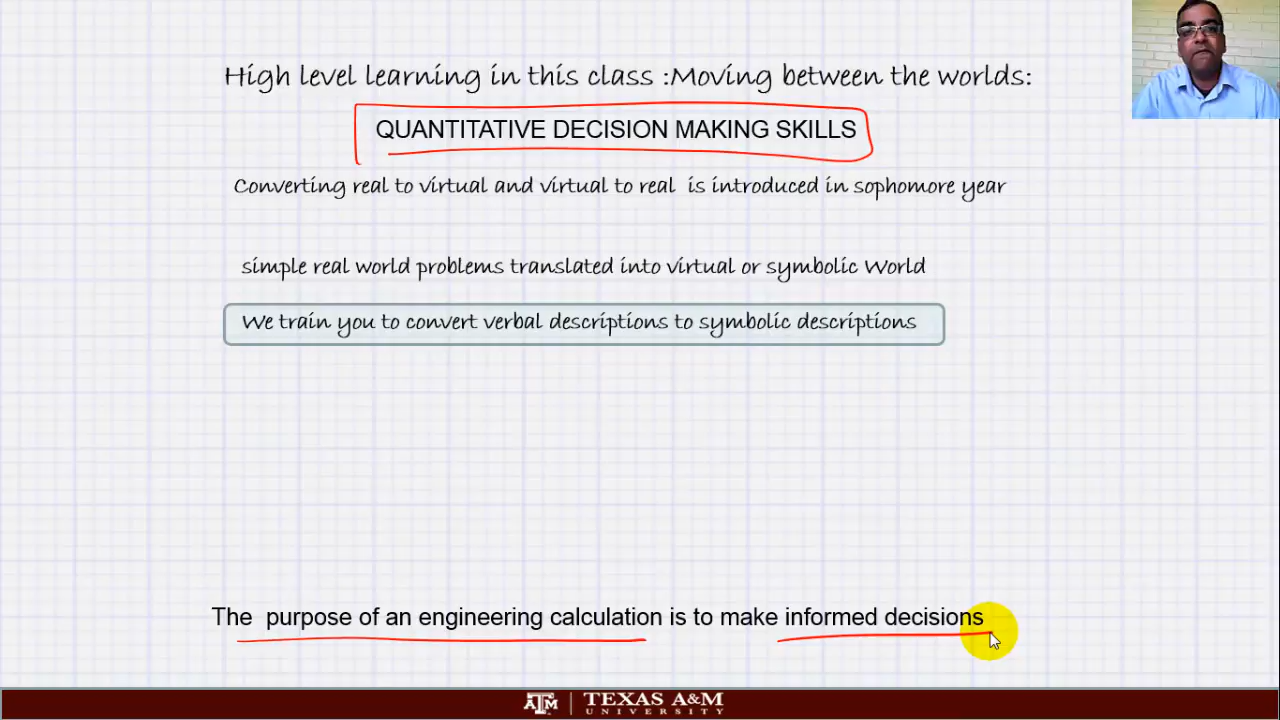 High level learning in this class :Moving between the worlds:
QUANTITATIVE DECISION MAKING SKILLS
Converting real to virtual and virtual to real is introduced in sophomore year
simple real world problems translated into virtual or symbolic World
We train you to convert verbal descriptions to symbolic descriptions
The purpose of an engineering calculation is to make informed decisions
ATM TEXAS A&M
UNIVERSITY